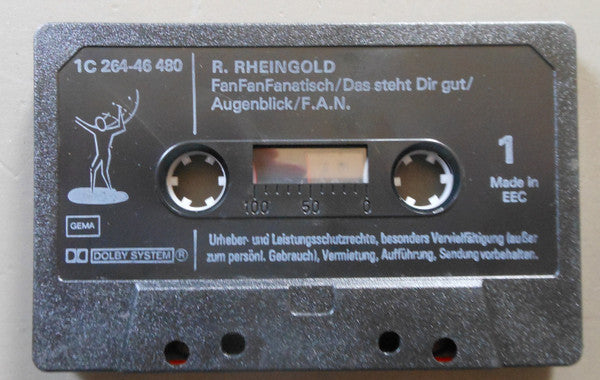 1C 264-46 480
R. RHEINGOLD
FanFanFanatisch/Das steht Dir gut/
Augenblick/F.A.N.
1
Made in
EEC
100 50 0
GEMA
DOLBY SYSTEM ®
Urheber- und Leistungsschutzrechte, besonders Vervielfältigung (außer
zum persönl. Gebrauch), Vermietung, Aufführung, Sendung vorbehalten.